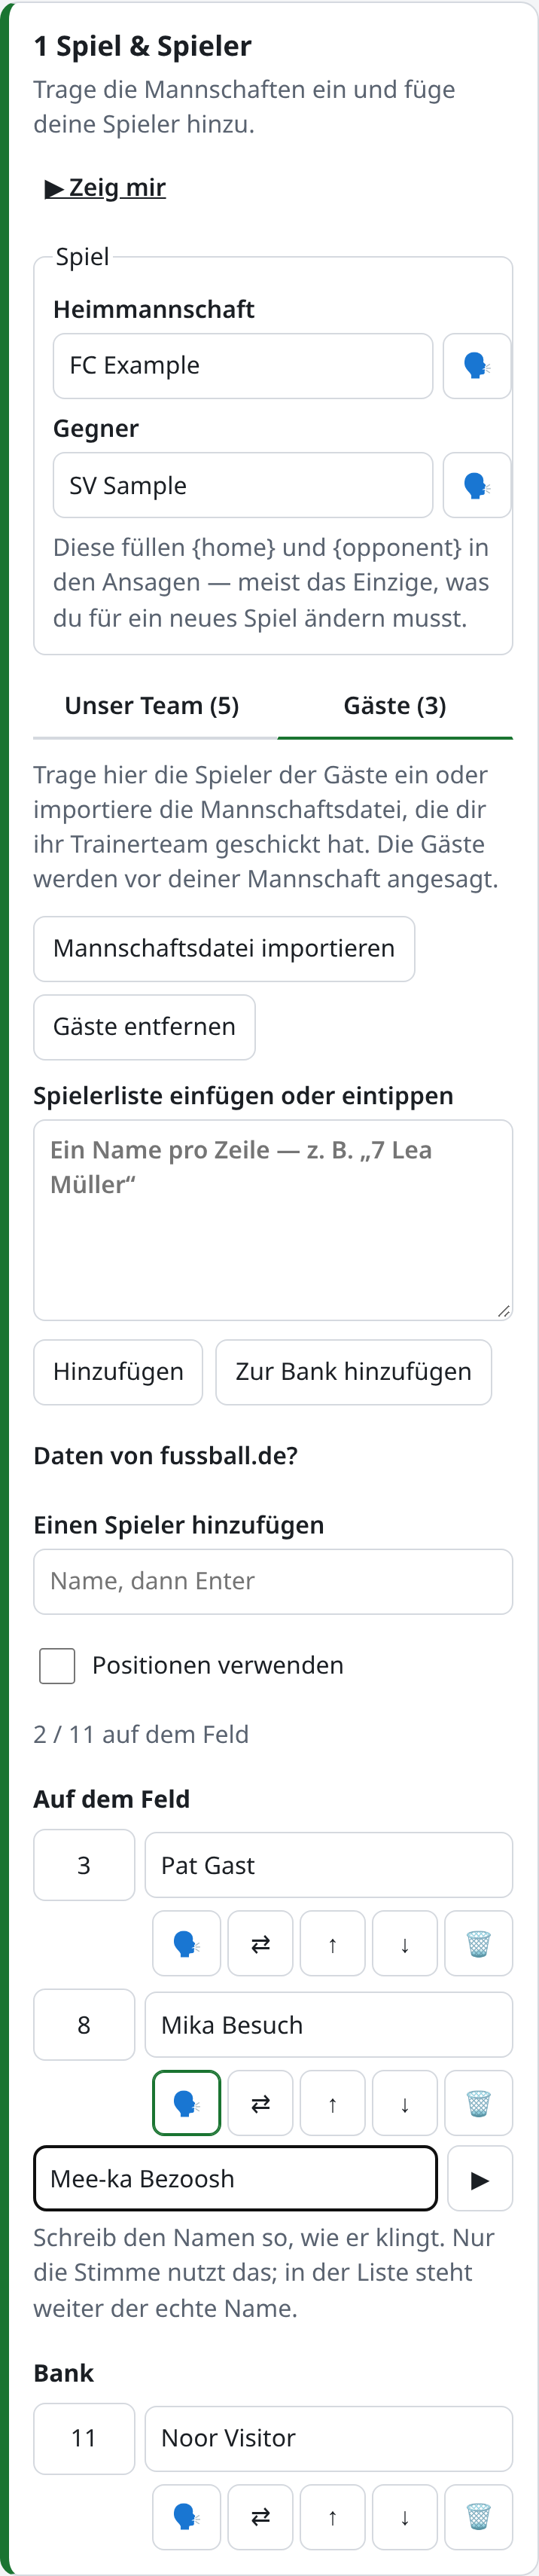 1 Spiel & Spieler
Trage die Mannschaften ein und füge
deine Spieler hinzu.
▶ Zeig mir
Spiel
Heimmannschaft
FC Example
Gegner
SV Sample
Diese füllen {home} und {opponent} in
den Ansagen — meist das Einzige, was
du für ein neues Spiel ändern musst.
Unser Team (5) Gäste (3)
Trage hier die Spieler der Gäste ein oder
importiere die Mannschaftsdatei, die dir
ihr Trainerteam geschickt hat. Die Gäste
werden vor deiner Mannschaft angesagt.
Mannschaftsdatei importieren
Gäste entfernen
Spielerliste einfügen oder eintippen
Ein Name pro Zeile — z. B. „7 Lea
Müller“
Hinzufügen Zur Bank hinzufügen
Daten von fussball.de?
Einen Spieler hinzufügen
Name, dann Enter
Positionen verwenden
2 / 11 auf dem Feld
Auf dem Feld
3 Pat Gast
⇄ ↑ ↓
8 Mika Besuch
⇄ ↑ ↓
Mee-ka Bezoosh ▶
Schreib den Namen so, wie er klingt. Nur
die Stimme nutzt das; in der Liste steht
weiter der echte Name.
Bank
11 Noor Visitor
⇄ ↑ ↓